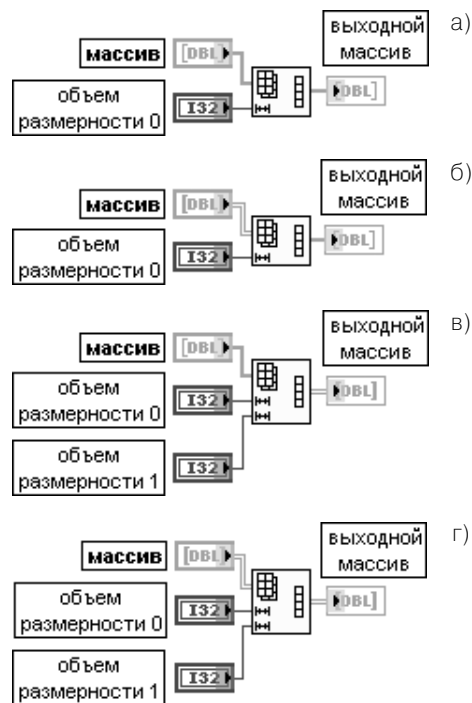 выходной
массив
а)
массив
[DBL]
объем
размерности 0
I32
[DBL]
выходной
массив
б)
массив
[DBL]
объем
размерности 0
I32
[DBL]
выходной
массив
в)
массив
[DBL]
объем
размерности 0
I32
[DBL]
объем
размерности 1
I32
выходной
массив
г)
массив
[DBL]
объем
размерности 0
I32
[DBL]
объем
размерности 1
I32